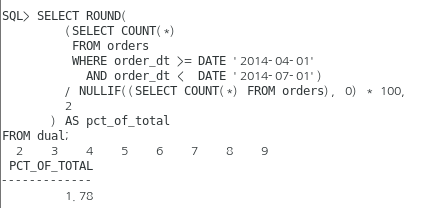 SQL> SELECT ROUND(
(SELECT COUNT(*)
FROM orders
WHERE order_dt >= DATE '2014-04-01'
AND order_dt < DATE '2014-07-01')
/ NULLIF((SELECT COUNT(*) FROM orders), 0) * 100,
2
) AS pct_of_total
FROM dual;
2 3 4 5 6 7 8 9
PCT_OF_TOTAL
------------
1.78